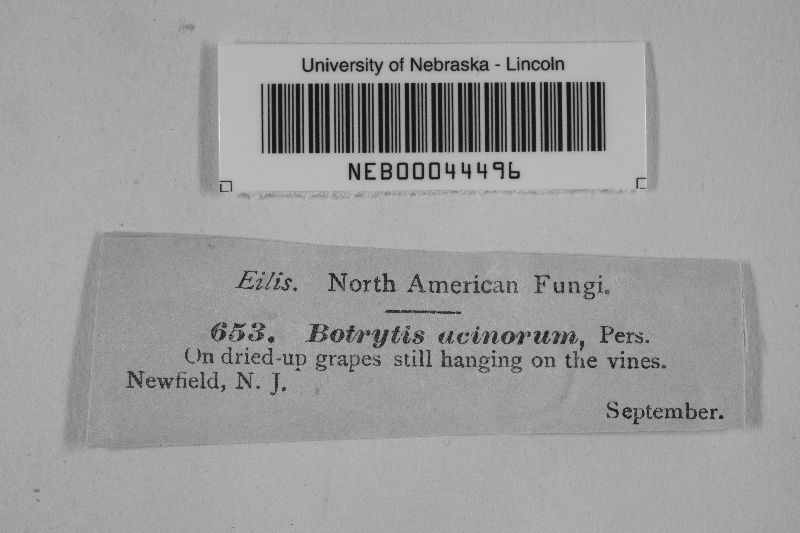 University of Nebraska - Lincoln
NEB00044496
Ellis. North American Fungi.
653. Botrytis acinorum, Pers.
On dried-up grapes still hanging on the vines.
Newfield, N. J.
September.